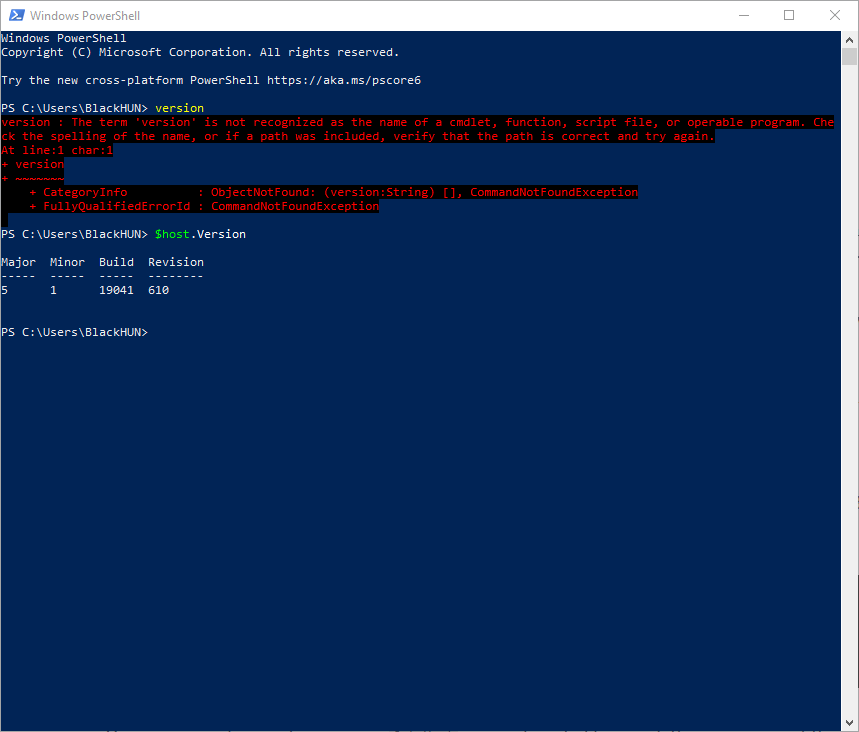 Windows PowerShell
Windows PowerShell
Copyright (C) Microsoft Corporation. All rights reserved.
Try the new cross-platform PowerShell https://aka.ms/pscore6
PS C:\Users\BlackHUN> version
version : The term 'version' is not recognized as the name of a cmdlet, function, script file, or operable program. Che
ck the spelling of the name, or if a path was included, verify that the path is correct and try again.
At line:1 char:1
+ version
+ ~~~~~~~
    + CategoryInfo          : ObjectNotFound: (version:String) [], CommandNotFoundException
    + FullyQualifiedErrorId : CommandNotFoundException
PS C:\Users\BlackHUN> $host.Version
Major  Minor  Build  Revision
-----  -----  -----  --------
5      1      19041  610
PS C:\Users\BlackHUN>